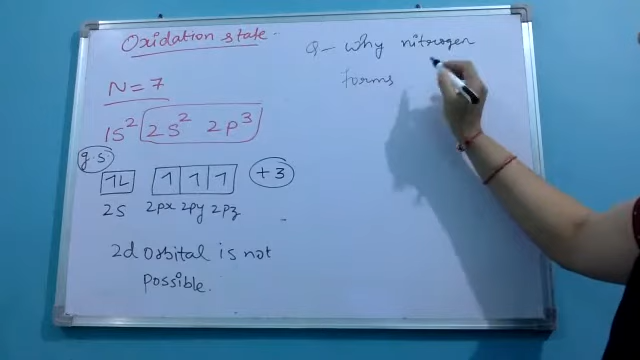 Oxidation state.
N = 7
1S² 2S² 2P³
g.s
1L 1 1 1 +3
2S 2Px 2Py 2Pz
2d orbital is not
possible.
Q - Why nitrogen
forms